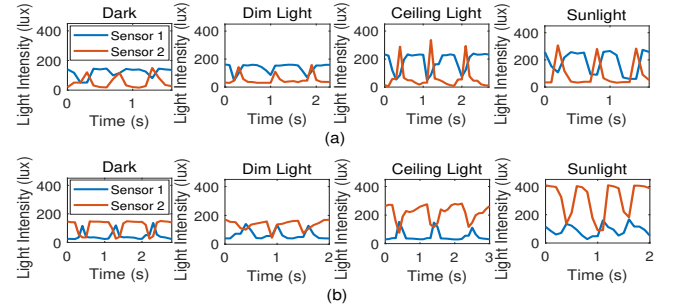 Dark Dim Light Ceiling Light Sunlight
Light Intensity (lux) 400 200 0 Sensor 1 Sensor 2 0 1 Time (s)
Light Intensity (lux) 400 200 0 0 1 2 Time (s)
Light Intensity (lux) 400 200 0 0 1 2 Time (s)
Light Intensity (lux) 400 200 0 0 1 Time (s)
(a)
Dark Dim Light Ceiling Light Sunlight
Light Intensity (lux) 400 200 0 Sensor 1 Sensor 2 0 1 2 Time (s)
Light Intensity (lux) 400 200 0 0 1 2 Time (s)
Light Intensity (lux) 400 200 0 0 1 2 3 Time (s)
Light Intensity (lux) 400 200 0 0 1 2 Time (s)
(b)